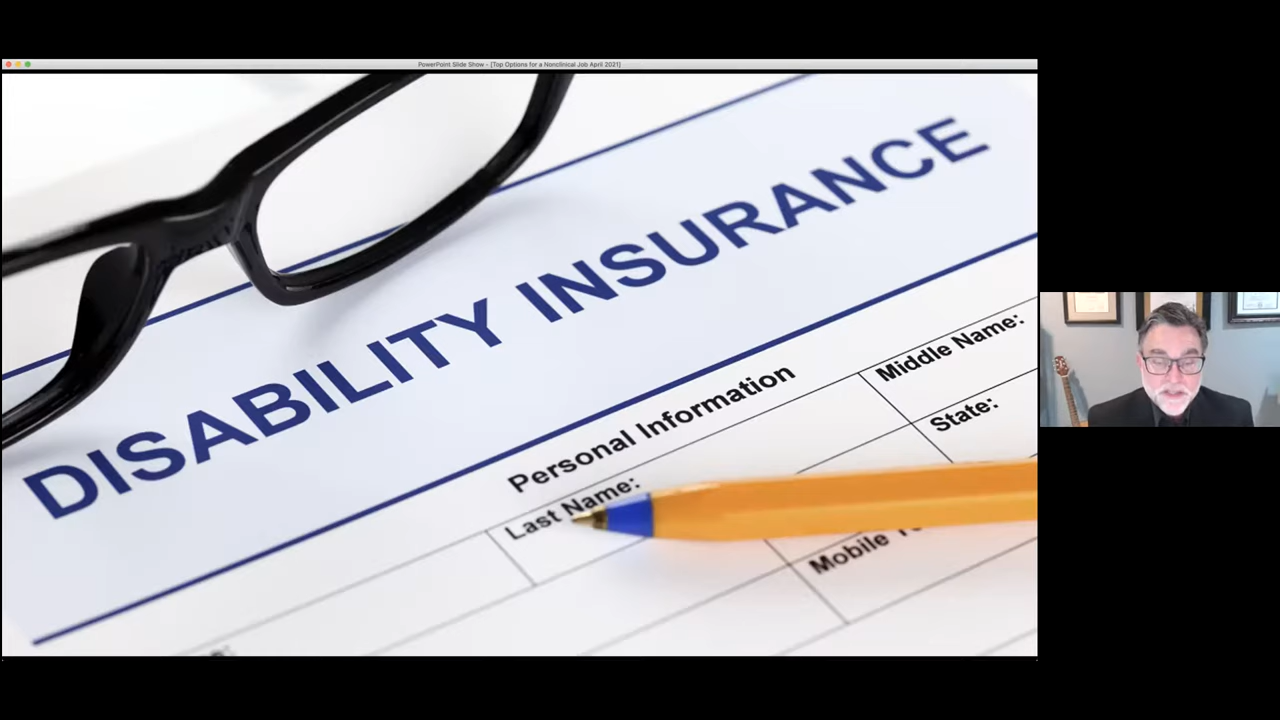 PowerPoint Slide Show - [Top Options for a Nonclinical Job April 2021]
DISABILITY INSURANCE
Personal Information
Last Name:
Middle Name:
State:
Mobile